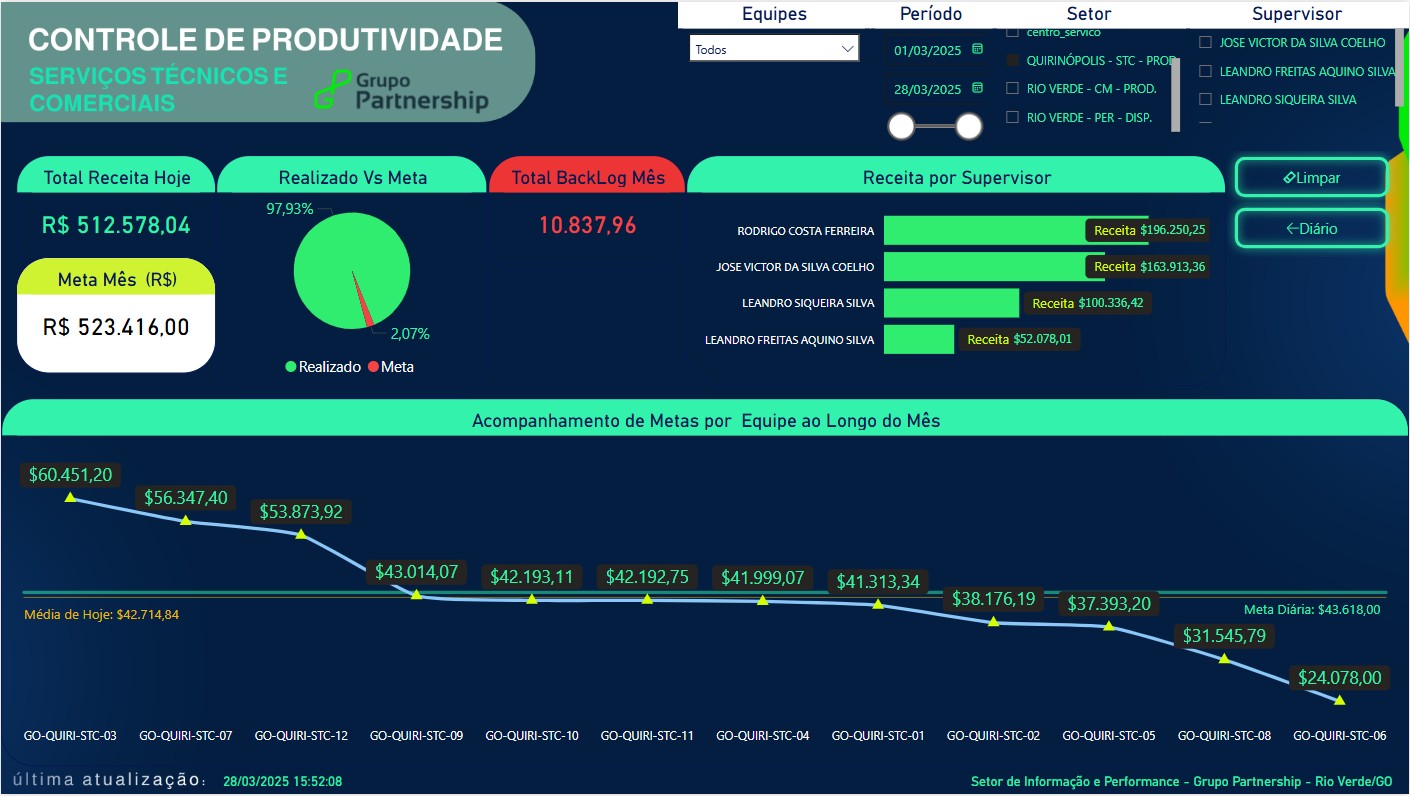 CONTROLE DE PRODUTIVIDADE
SERVIÇOS TÉCNICOS E
COMERCIAIS
Grupo
Partnership
Equipes
Todos
Período
01/03/2025
28/03/2025
Setor
centro_servico
QUIRINÓPOLIS - STC - PROD
RIO VERDE - CM - PROD.
RIO VERDE - PER - DISP.
Supervisor
JOSE VICTOR DA SILVA COELHO
LEANDRO FREITAS AQUINO SILVA
LEANDRO SIQUEIRA SILVA
Total Receita Hoje
R$ 512.578,04
Meta Mês (R$)
R$ 523.416,00
Realizado Vs Meta
97,93%
2,07%
Realizado Meta
Total BackLog Mês
10.837,96
Receita por Supervisor
RODRIGO COSTA FERREIRA Receita $196.250,25
JOSE VICTOR DA SILVA COELHO Receita $163.913,36
LEANDRO SIQUEIRA SILVA Receita $100.336,42
LEANDRO FREITAS AQUINO SILVA Receita $52.078,01
Limpar
Diário
Acompanhamento de Metas por Equipe ao Longo do Mês
$60.451,20 $56.347,40 $53.873,92 $43.014,07 $42.193,11 $42.192,75 $41.999,07 $41.313,34 $38.176,19 $37.393,20 $31.545,79 $24.078,00
Média de Hoje: $42.714,84
Meta Diária: $43.618,00
GO-QUIRI-STC-03 GO-QUIRI-STC-07 GO-QUIRI-STC-12 GO-QUIRI-STC-09 GO-QUIRI-STC-10 GO-QUIRI-STC-11 GO-QUIRI-STC-04 GO-QUIRI-STC-01 GO-QUIRI-STC-02 GO-QUIRI-STC-05 GO-QUIRI-STC-08 GO-QUIRI-STC-06
última atualização: 28/03/2025 15:52:08
Setor de Informação e Performance - Grupo Partnership - Rio Verde/GO